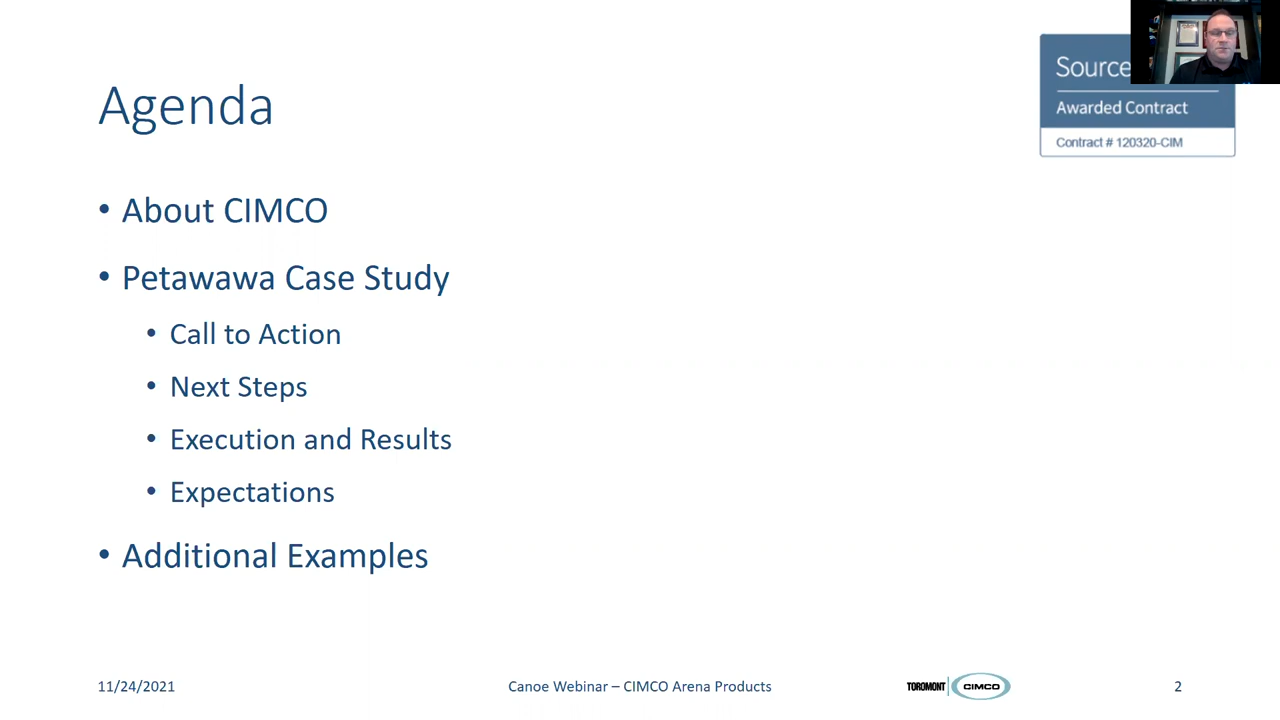 Agenda
Source
Awarded Contract
Contract # 120320-CIM
• About CIMCO
• Petawawa Case Study
• Call to Action
• Next Steps
• Execution and Results
• Expectations
• Additional Examples
11/24/2021
Canoe Webinar – CIMCO Arena Products
TOROMONT CIMCO
2